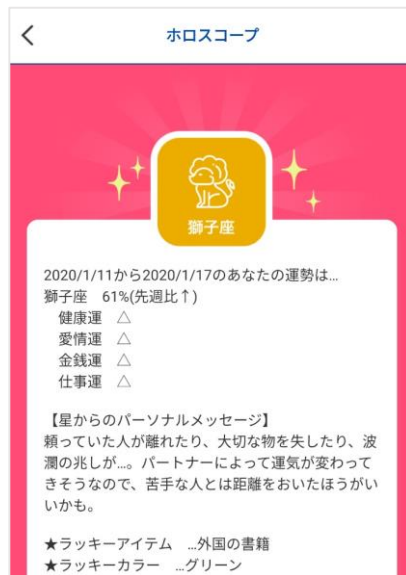 ホロスコープ
獅子座
2020/1/11から2020/1/17のあなたの運勢は...
獅子座　61%(先週比↑)
　健康運　△
　愛情運　△
　金銭運　△
　仕事運　△
【星からのパーソナルメッセージ】
頼っていた人が離れたり、大切な物を失したり、波
瀾の兆しが...。パートナーによって運気が変わって
きそうなので、苦手な人とは距離をおいたほうがい
いかも。
★ラッキーアイテム　...外国の書籍
★ラッキーカラー　...グリーン